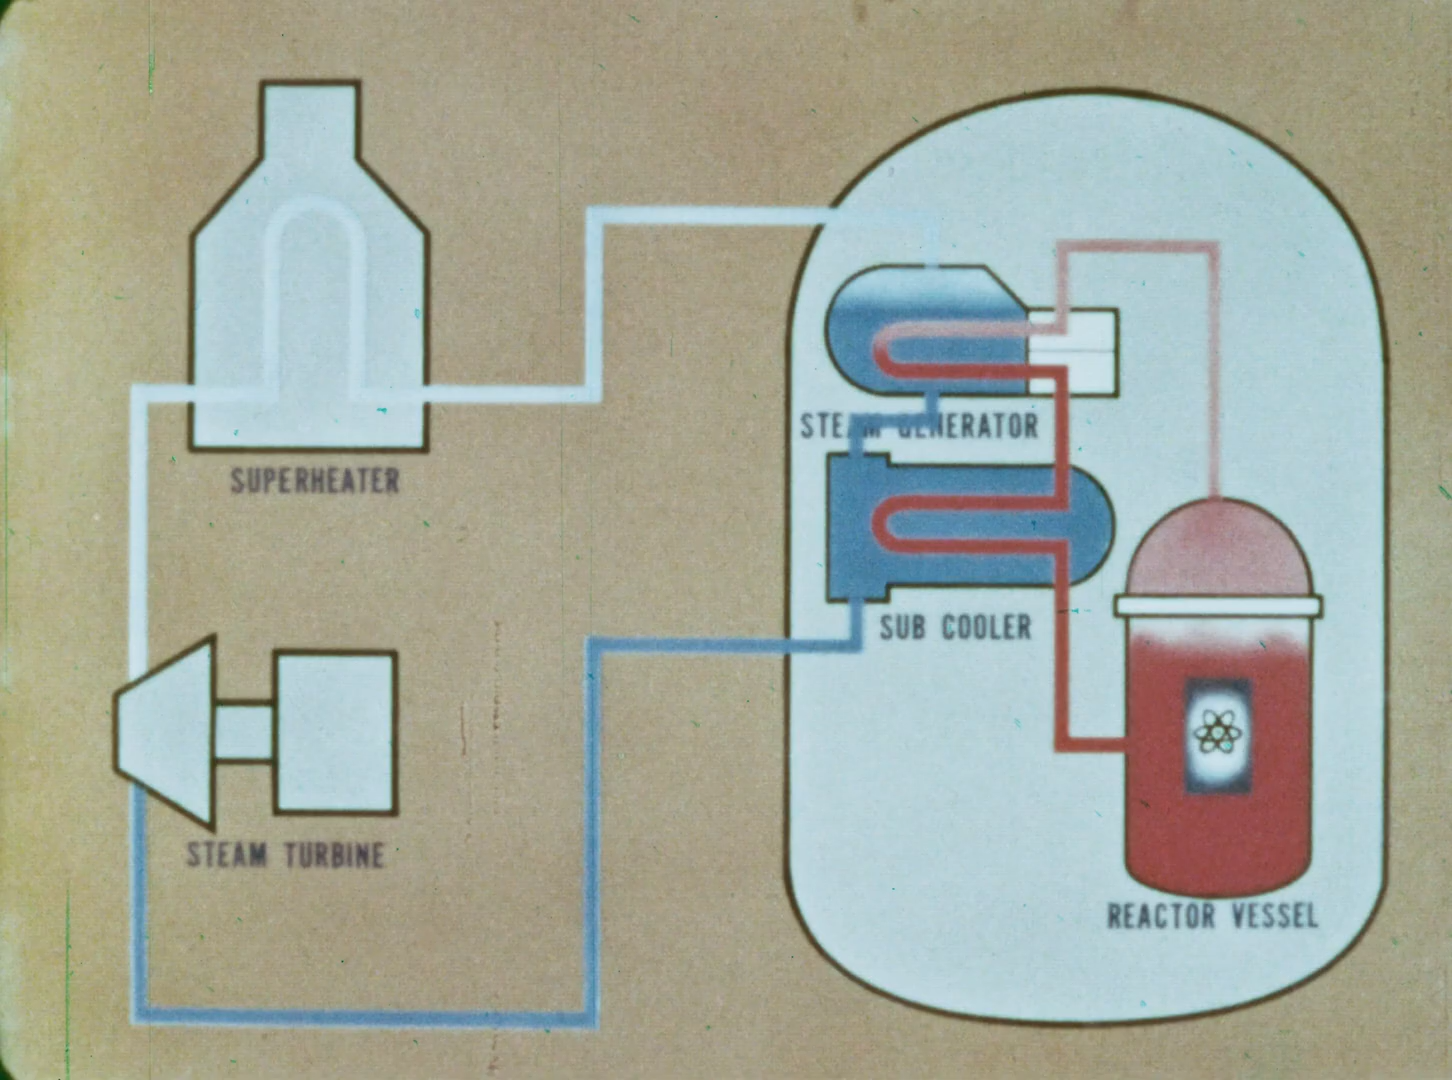 STEAM GENERATOR
SUPERHEATER
SUB COOLER
STEAM TURBINE
REACTOR VESSEL